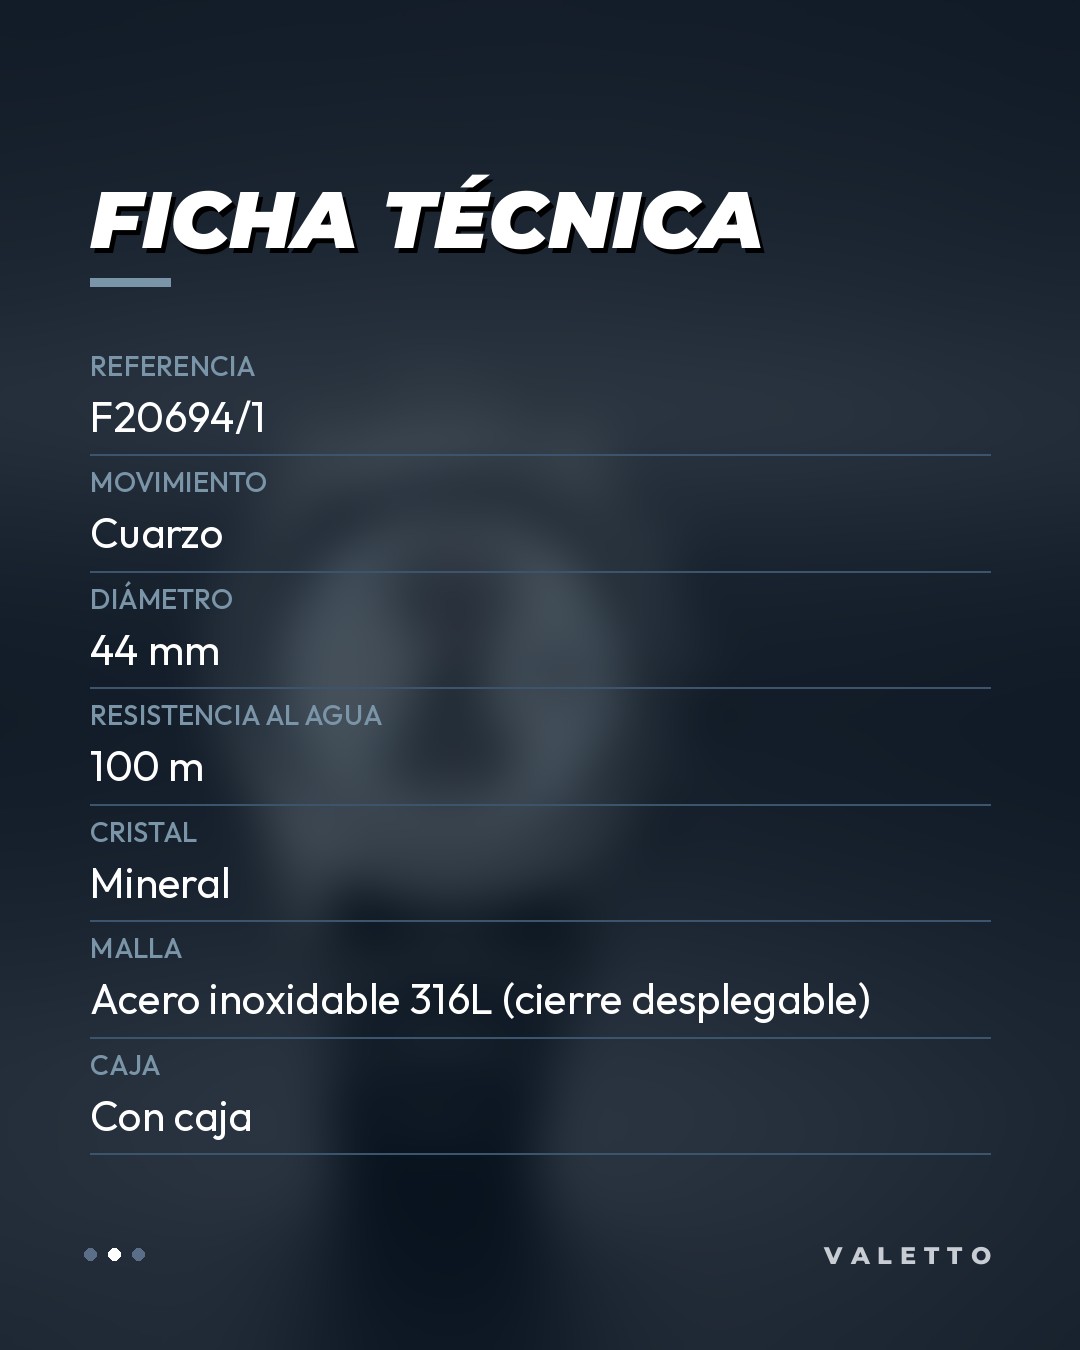 FICHA TÉCNICA
REFERENCIA
F20694/1
MOVIMIENTO
Cuarzo
DIÁMETRO
44 mm
RESISTENCIA AL AGUA
100 m
CRISTAL
Mineral
MALLA
Acero inoxidable 316L (cierre desplegable)
CAJA
Con caja
VALETTO